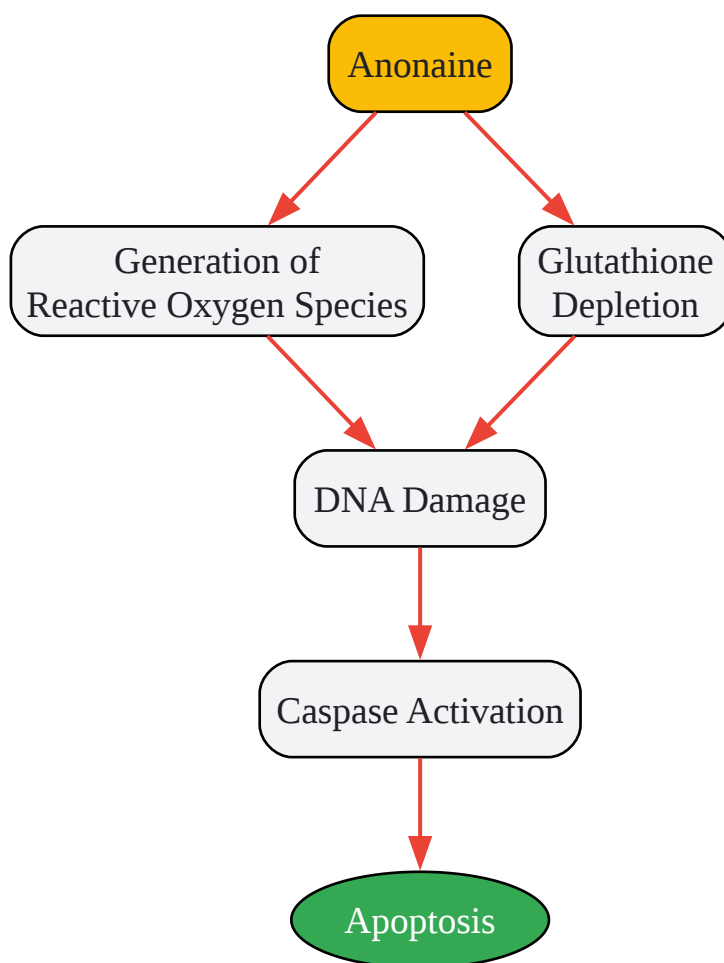 Anonaine
Generation of
Reactive Oxygen Species
Glutathione
Depletion
DNA Damage
Caspase Activation
Apoptosis